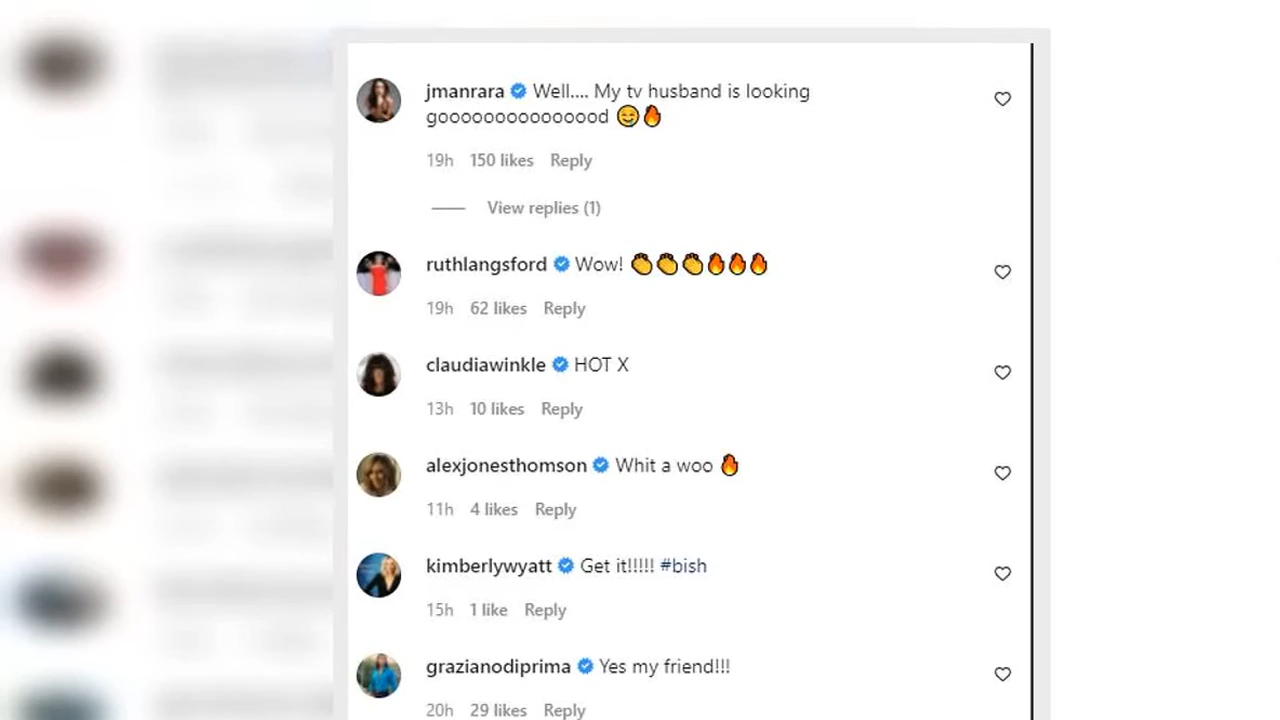 jmanrara Well.... My tv husband is looking
gooooooooooooood 😊🔥
19h 150 likes Reply
View replies (1)
ruthlangsford Wow! 👏👏👏🔥🔥🔥
19h 62 likes Reply
claudiawinkle HOT X
13h 10 likes Reply
alexjonesthomson Whit a woo 🔥
11h 4 likes Reply
kimberlywyatt Get it!!!!! #bish
15h 1 like Reply
grazianodiprima Yes my friend!!!
20h 29 likes Reply